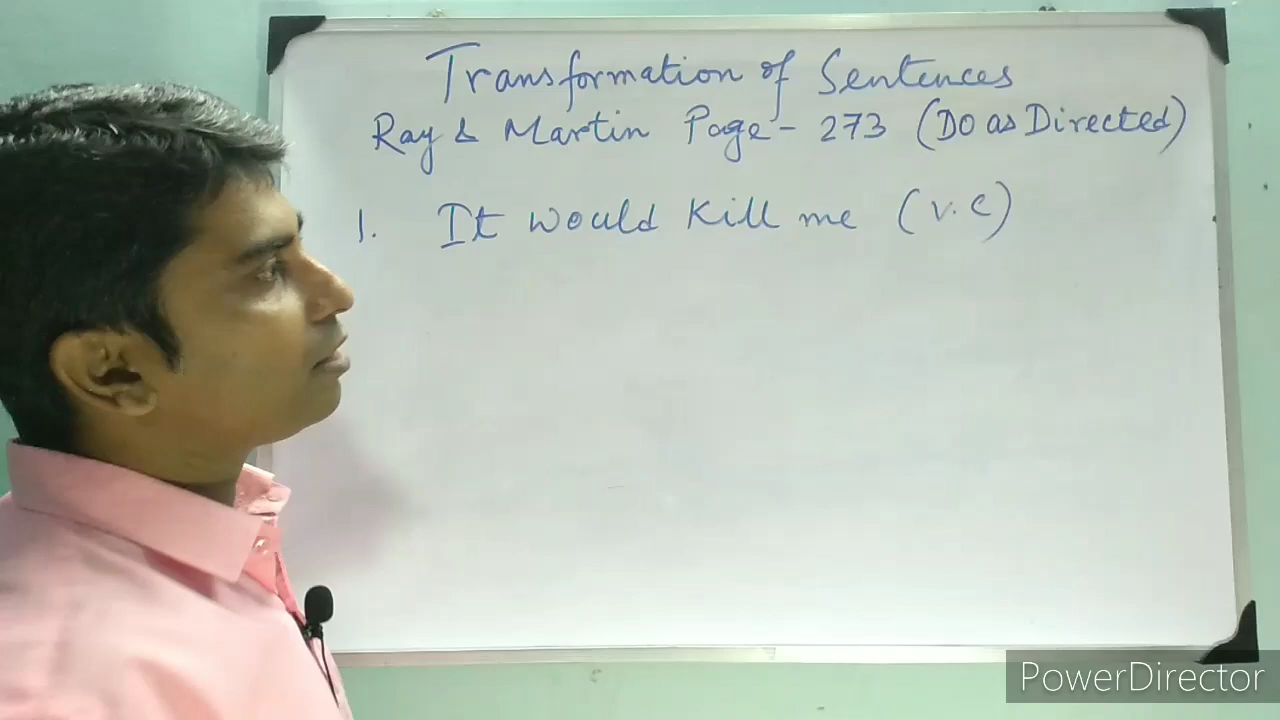 Transformation of Sentences
Ray & Martin Page - 273 (Do as Directed)
1. It would kill me (v.c)
PowerDirector